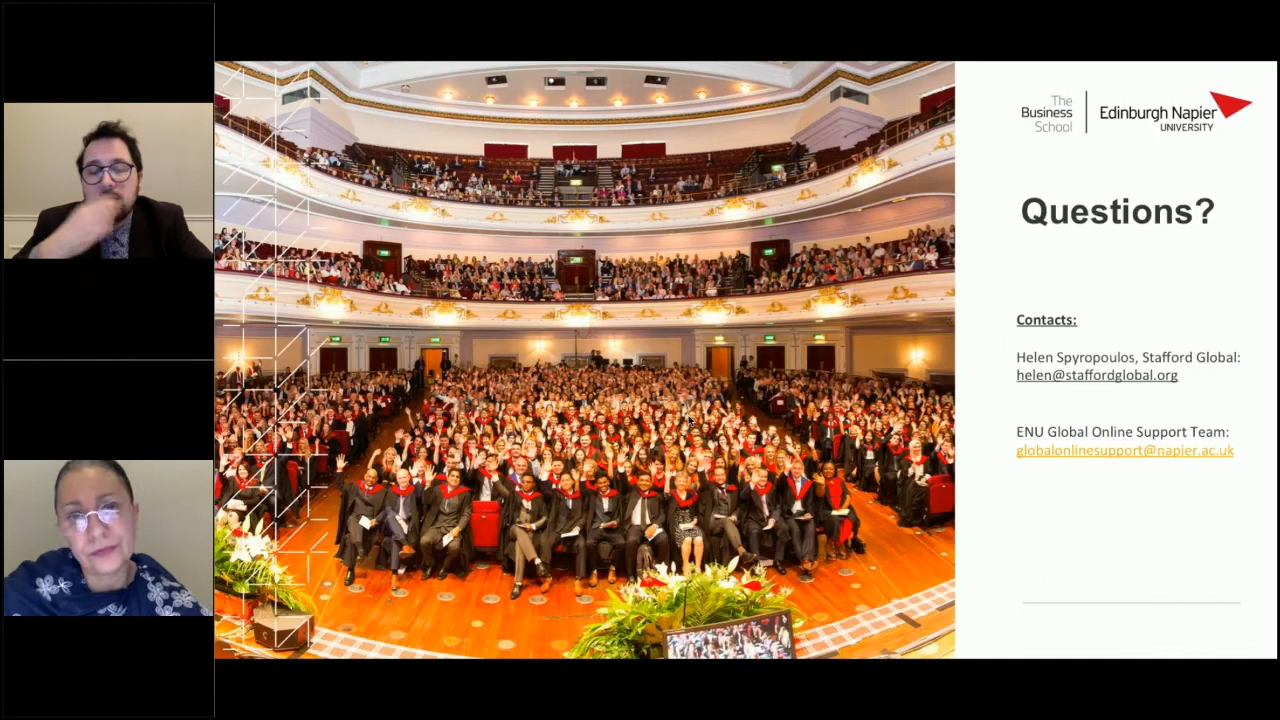 The
Business
School
Edinburgh Napier
UNIVERSITY
Questions?
Contacts:
Helen Spyropoulos, Stafford Global:
helen@staffordglobal.org
ENU Global Online Support Team:
globalonlinesupport@napier.ac.uk